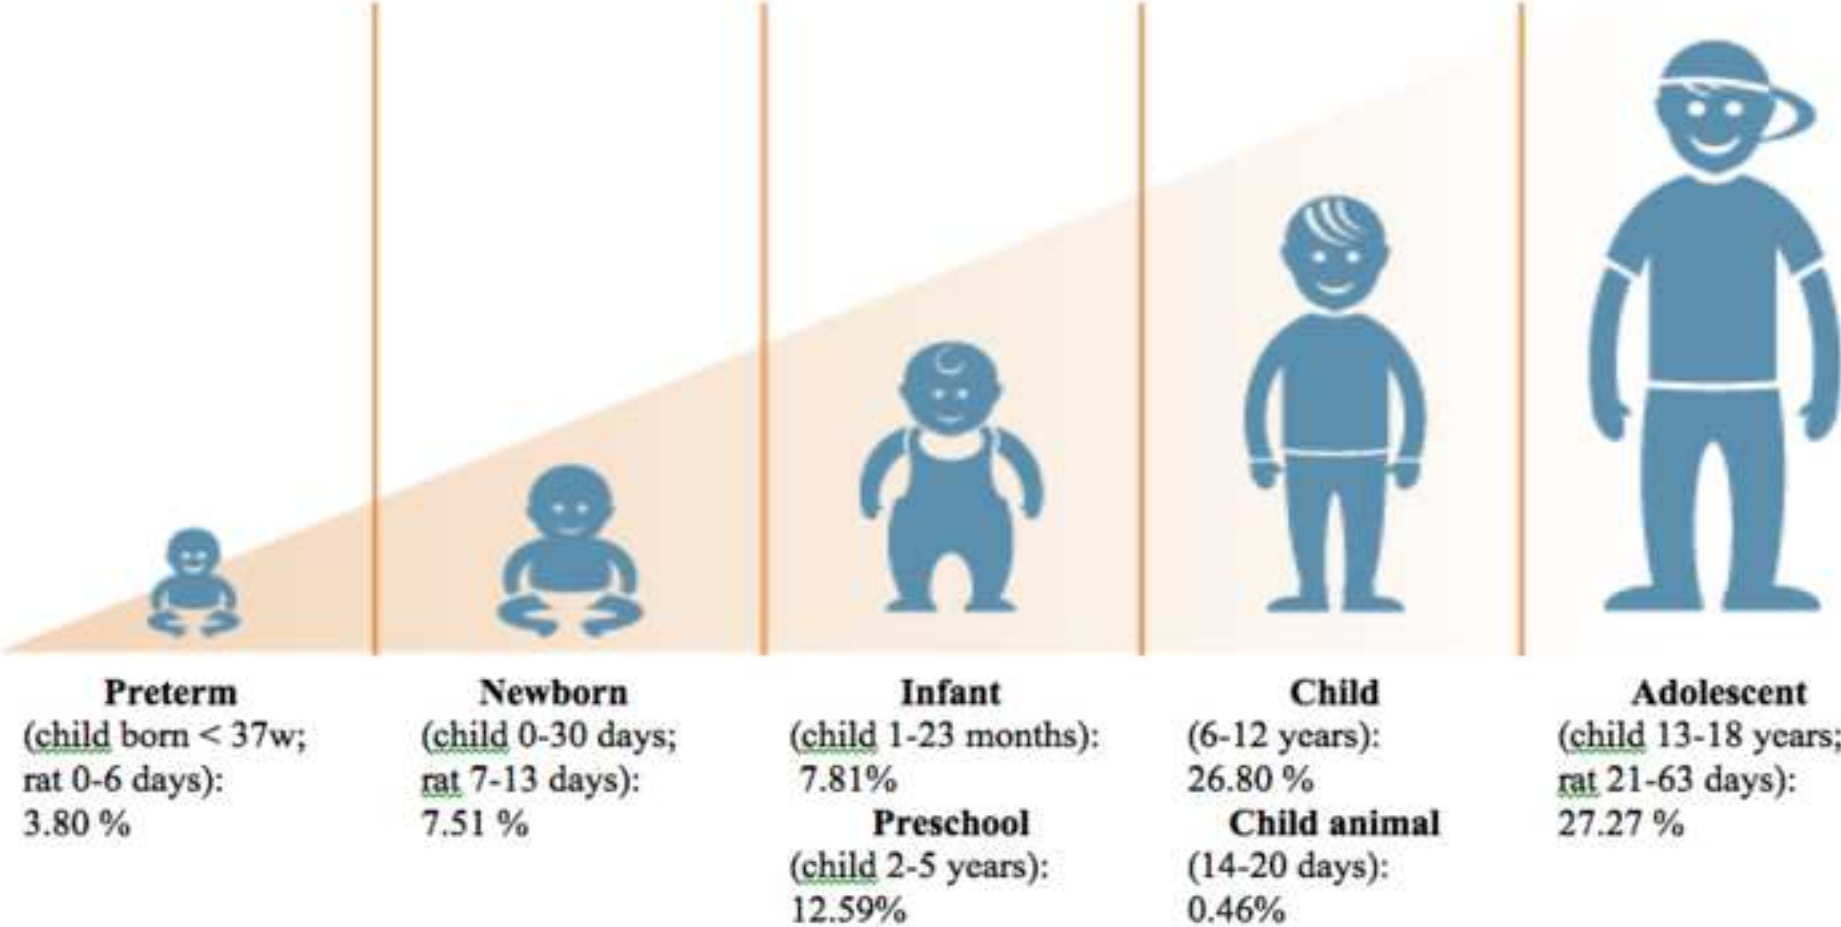 Preterm
(child born < 37w;
rat 0-6 days):
3.80 %
Newborn
(child 0-30 days;
rat 7-13 days):
7.51 %
Infant
(child 1-23 months):
7.81%
Preschool
(child 2-5 years):
12.59%
Child
(6-12 years):
26.80 %
Child animal
(14-20 days):
0.46%
Adolescent
(child 13-18 years;
rat 21-63 days):
27.27 %